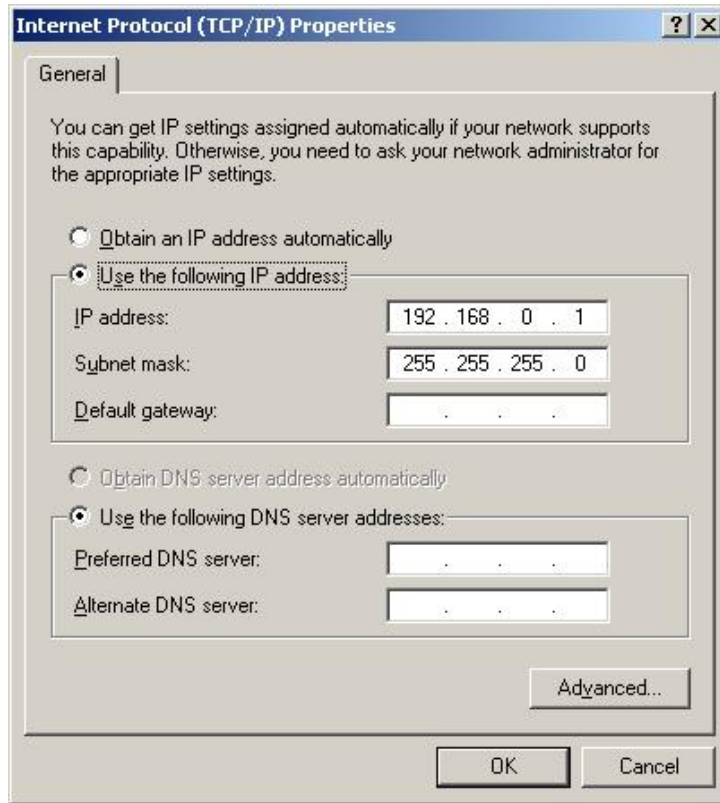 Internet Protocol (TCP/IP) Properties
General
You can get IP settings assigned automatically if your network supports
this capability. Otherwise, you need to ask your network administrator for
the appropriate IP settings.
Obtain an IP address automatically
Use the following IP address:
IP address: 192 . 168 . 0 . 1
Subnet mask: 255 . 255 . 255 . 0
Default gateway: . . .
Obtain DNS server address automatically
Use the following DNS server addresses:
Preferred DNS server: . . .
Alternate DNS server: . . .
Advanced...
OK Cancel